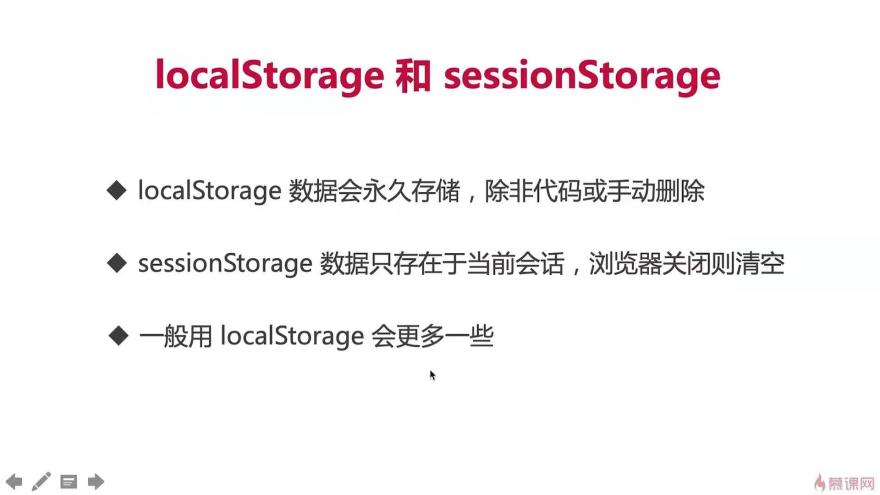 localStorage 和 sessionStorage
◆ localStorage 数据会永久存储，除非代码或手动删除
◆ sessionStorage 数据只存在于当前会话，浏览器关闭则清空
◆ 一般用 localStorage 会更多一些
慕课网